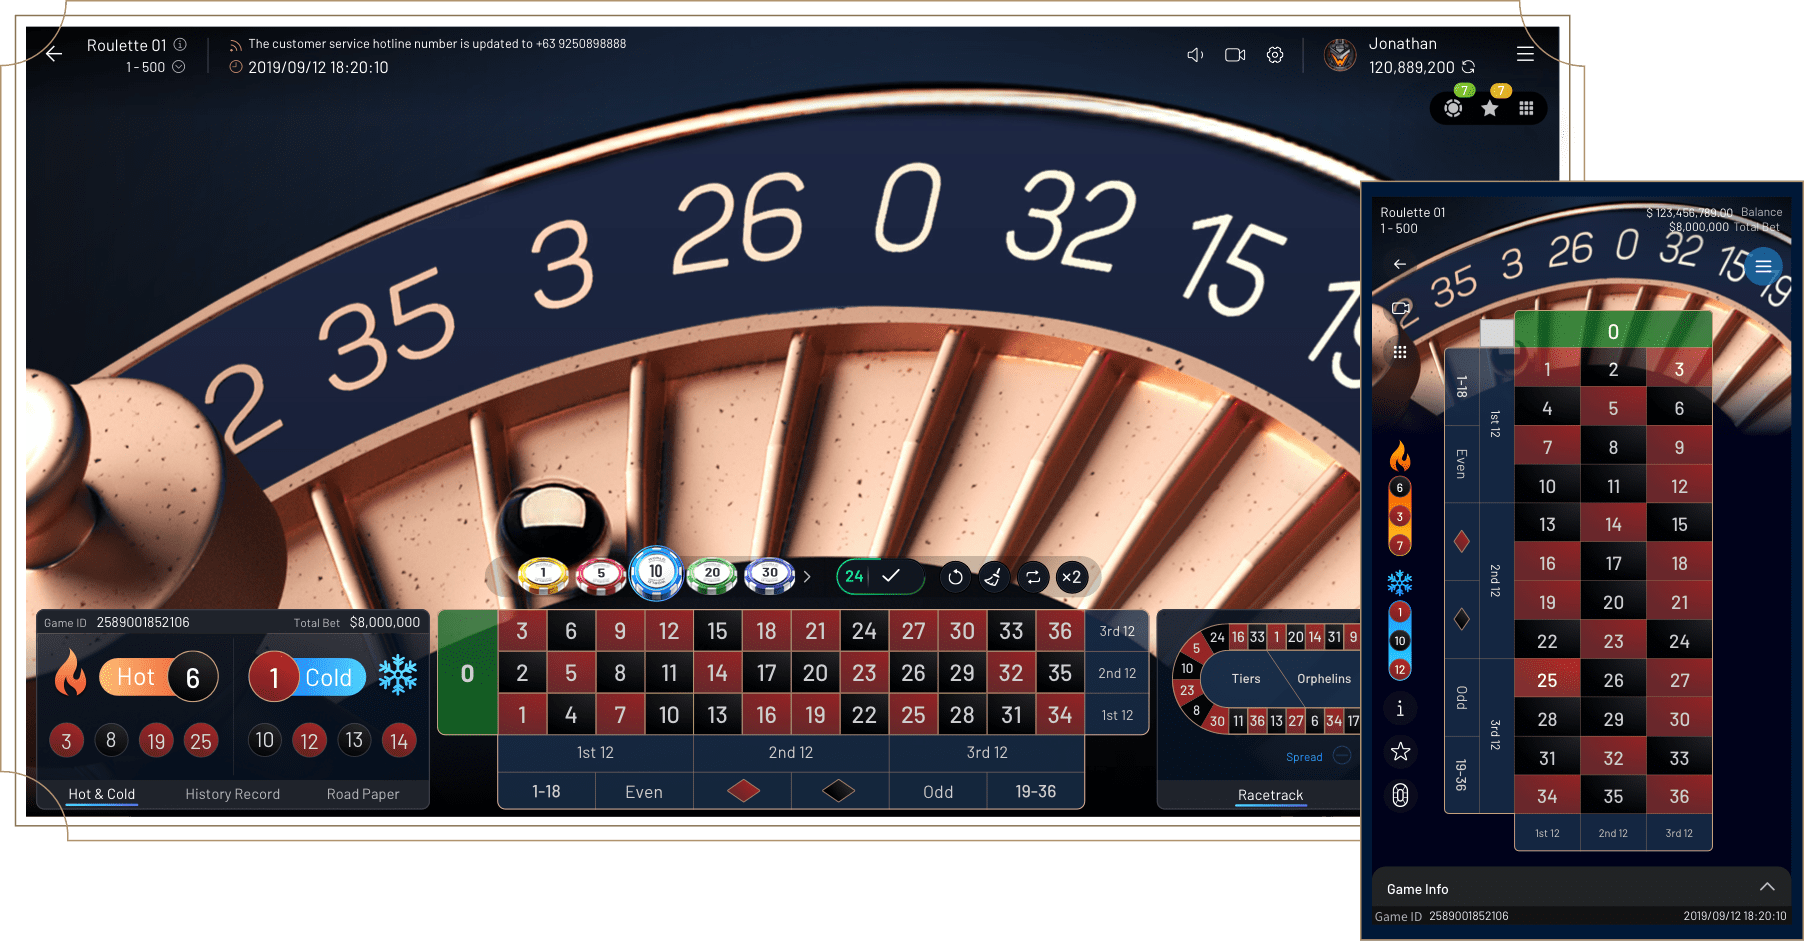 Roulette 01
1 - 500
The customer service hotline number is updated to +63 9250898888
2019/09/12 18:20:10
Jonathan
120,889,200
7 7
2 35 3 26 0 32 15
1 5 10 20 30
24
×2
Game ID 2589001852106 Total Bet $8,000,000
Hot 6
1 Cold
3 8 19 25
10 12 13 14
Hot & Cold History Record Road Paper
0
3 6 9 12 15 18 21 24 27 30 33 36 3rd 12
2 5 8 11 14 17 20 23 26 29 32 35 2nd 12
1 4 7 10 13 16 19 22 25 28 31 34 1st 12
1st 12 2nd 12 3rd 12
1-18 Even Odd 19-36
24 16 33 1 20 14 31 9
5
10
23
8
30 11 36 13 27 6 34 17
Tiers Orphelins
Spread
Racetrack
Roulette 01
1 - 500
$ 123,456,789.00 Balance
$8,000,000 Total Bet
2 35 3 26 0 32 15 19
0
1 2 3
4 5 6
7 8 9
10 11 12
13 14 15
16 17 18
19 20 21
22 23 24
25 26 27
28 29 30
31 32 33
34 35 36
1st 12 2nd 12 3rd 12
1-18
Even
Odd
19-36
1st 12
2nd 12
3rd 12
6
3
7
1
10
12
i
0
Game Info
Game ID 2589001852106 2019/09/12 18:20:10